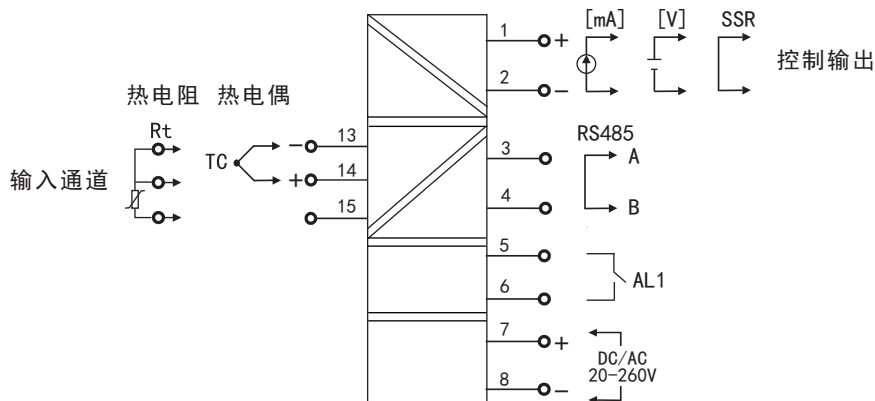 [mA] [V] SSR
1 +
2 −
控制输出
热电阻 热电偶
Rt
TC
− 13
+ 14
15
输入通道
RS485
3 A
4 B
5
6
AL1
7 +
DC/AC
20-260V
8 −